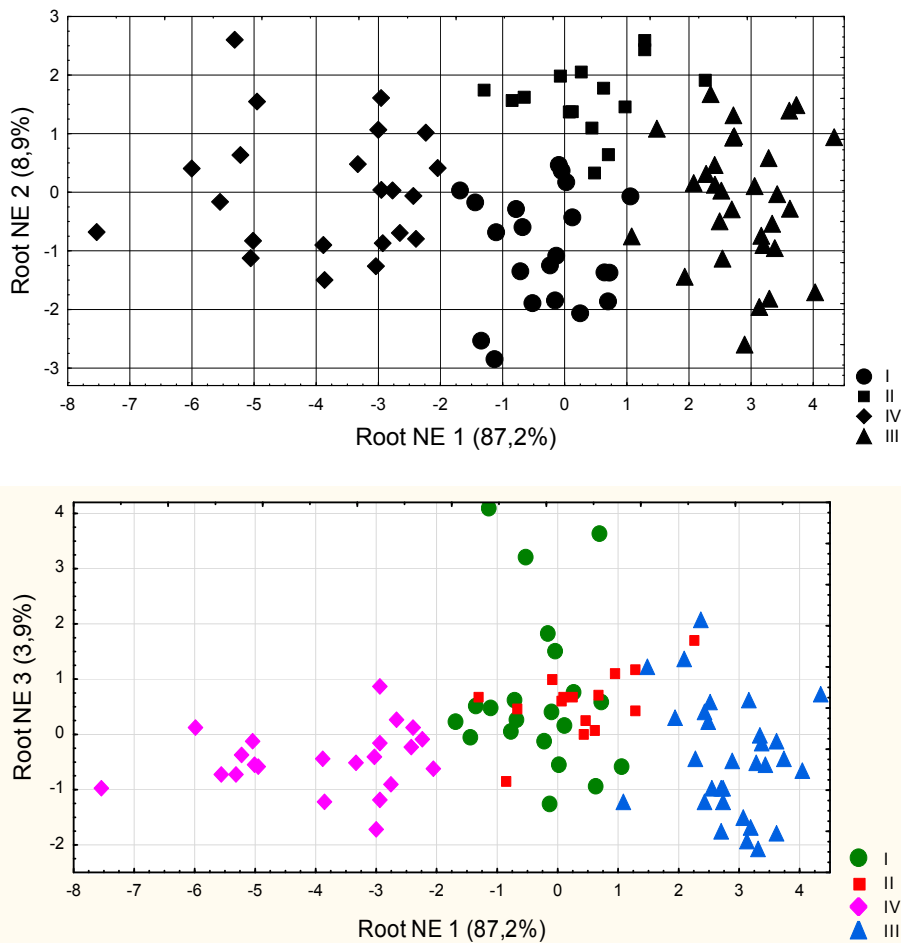 3
2
1
0
-1
-2
-3
Root NE 2 (8,9%)
-8 -7 -6 -5 -4 -3 -2 -1 0 1 2 3 4
Root NE 1 (87,2%)
I
II
IV
III
4
3
2
1
0
-1
-2
Root NE 3 (3,9%)
-8 -7 -6 -5 -4 -3 -2 -1 0 1 2 3 4
Root NE 1 (87,2%)
I
II
IV
III